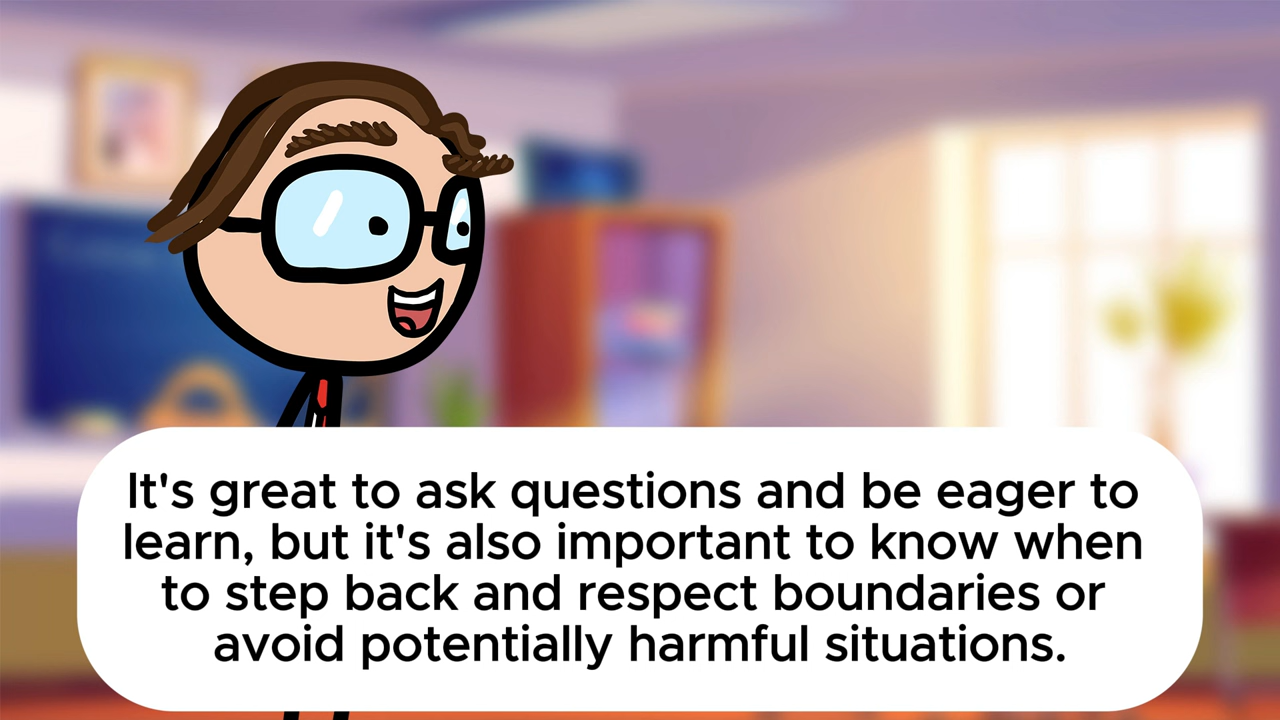 It's great to ask questions and be eager to
learn, but it's also important to know when
to step back and respect boundaries or
avoid potentially harmful situations.